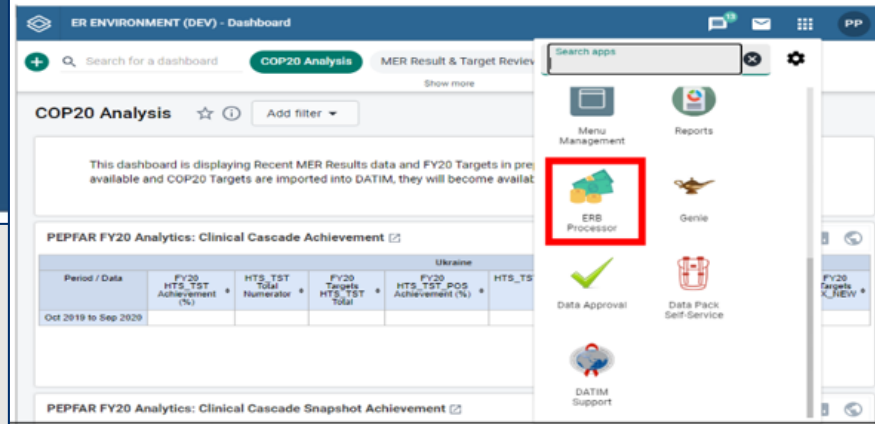 ER ENVIRONMENT (DEV) - Dashboard
13
PP
Search for a dashboard
COP20 Analysis
MER Result & Target Review
Show more
Search apps
COP20 Analysis
Add filter
This dashboard is displaying Recent MER Results data and FY20 Targets in pre
available and COP20 Targets are imported into DATIM, they will become availab
Menu
Management
Reports
ERB
Processor
Genie
Data Approval
Data Pack
Self-Service
DATIM
Support
PEPFAR FY20 Analytics: Clinical Cascade Achievement
Ukraine
Period / Data
FY20
HTS_TST
Achievement
(%)
HTS_TST
Total
Numerator
FY20
Targets
HTS_TST
Total
FY20
HTS_TST_POS
Achievement (%)
HTS_TS
FY20
Targets
X_NEW
Oct 2019 to Sep 2020
PEPFAR FY20 Analytics: Clinical Cascade Snapshot Achievement